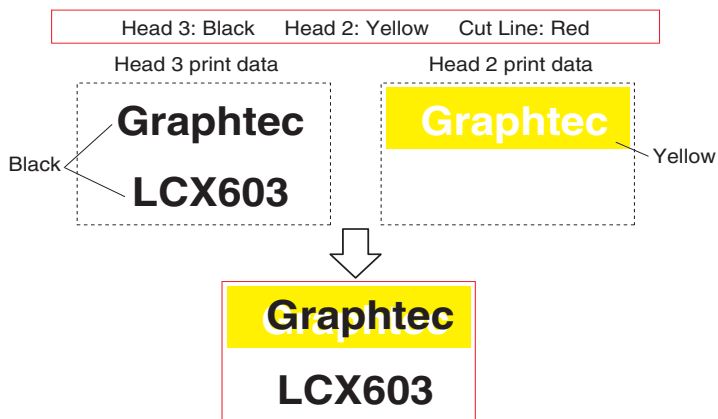 Head 3: Black Head 2: Yellow Cut Line: Red
Head 3 print data
Head 2 print data
Graphtec
Graphtec
Black
Yellow
LCX603
Graphtec
Graphtec
LCX603